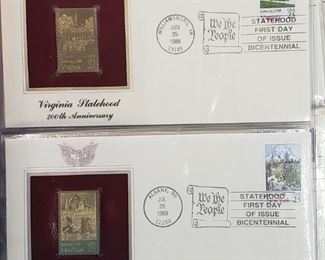 WILLIAMSBURG, VA
JUN
25
1988
23185
We the
People
STATEHOOD
FIRST DAY
OF ISSUE
BICENTENNIAL
Virginia Statehood
200th Anniversary
ALBANY, NY
JUL
26
1988
We the
People
25
STATEHOOD
FIRST DAY
OF ISSUE
BICENTENNIAL